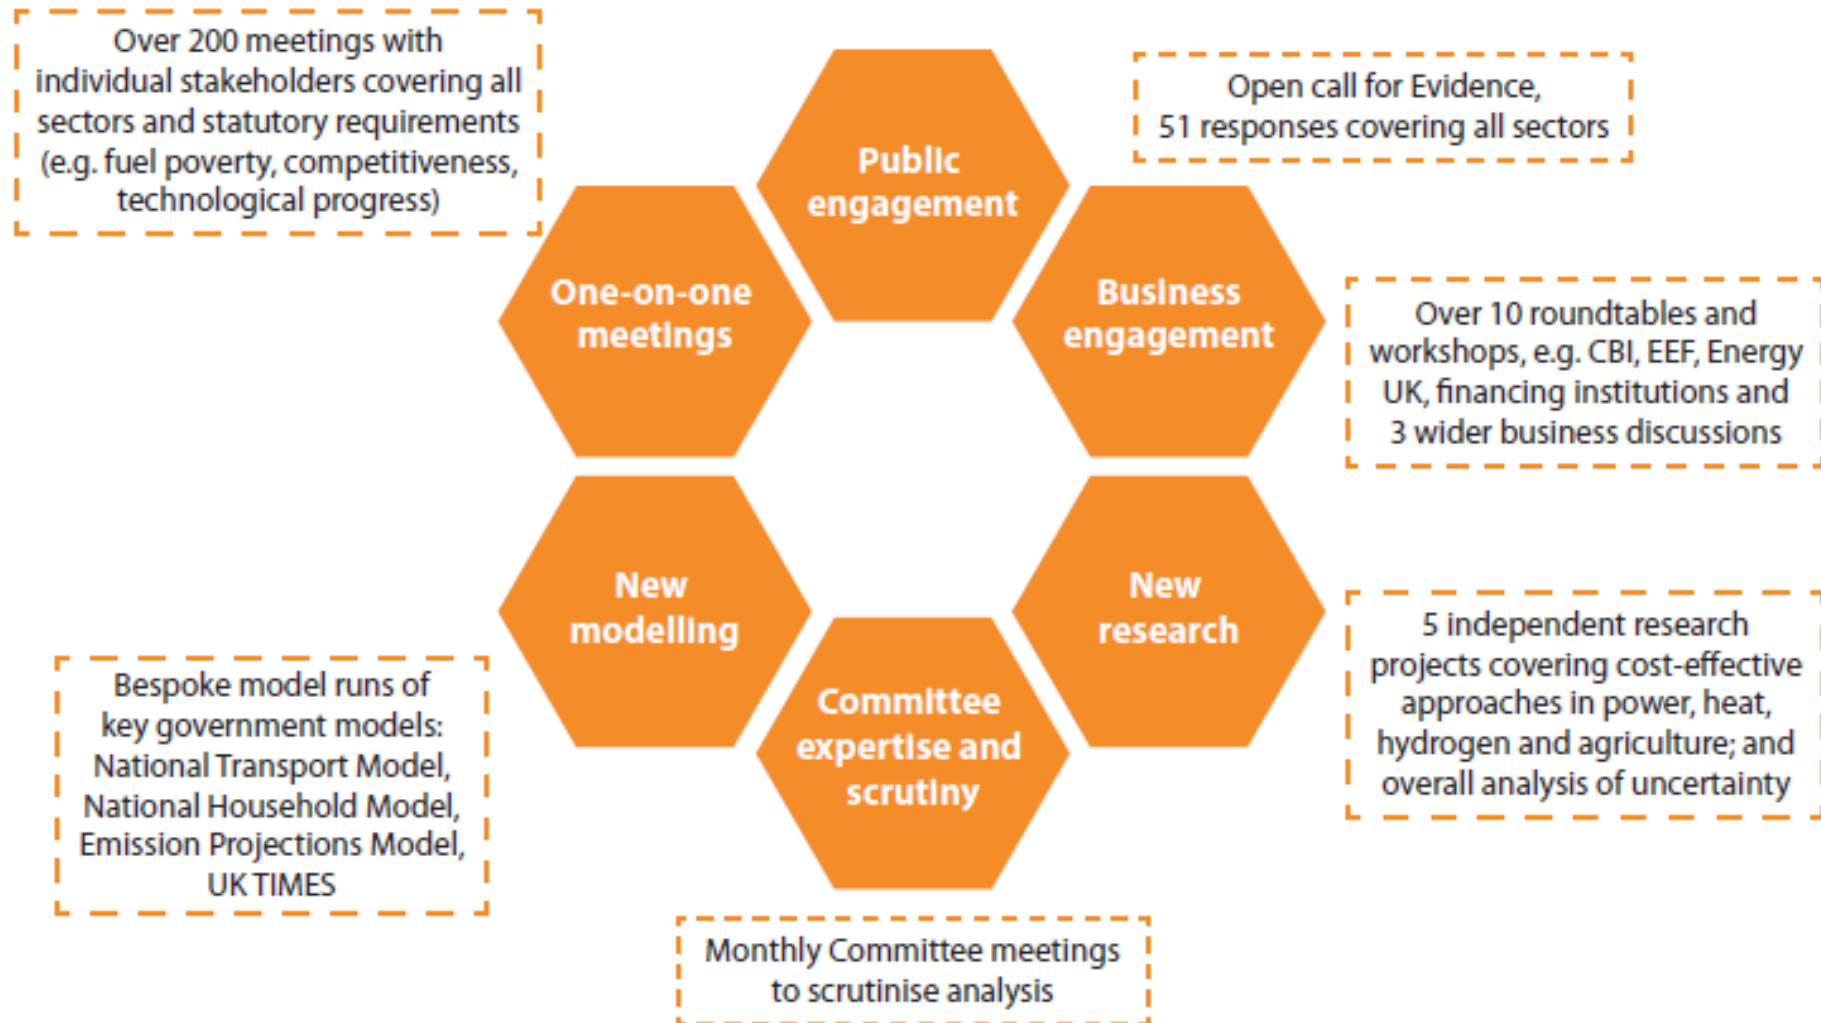 Over 200 meetings with
individual stakeholders covering all
sectors and statutory requirements
(e.g. fuel poverty, competitiveness,
technological progress)
Public
engagement
Open call for Evidence,
51 responses covering all sectors
One-on-one
meetings
Business
engagement
Over 10 roundtables and
workshops, e.g. CBI, EEF, Energy
UK, financing institutions and
3 wider business discussions
New
modelling
New
research
5 independent research
projects covering cost-effective
approaches in power, heat,
hydrogen and agriculture; and
overall analysis of uncertainty
Bespoke model runs of
key government models:
National Transport Model,
National Household Model,
Emission Projections Model,
UK TIMES
Committee
expertise and
scrutiny
Monthly Committee meetings
to scrutinise analysis